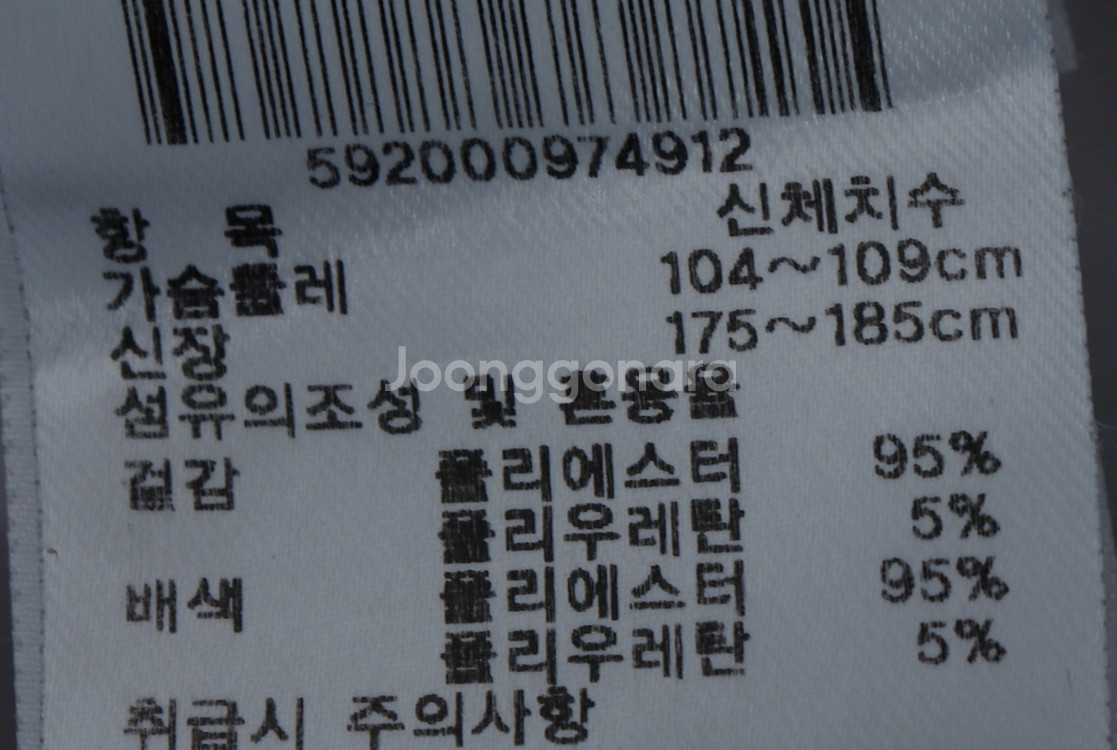 592000974912
항 목 신체치수
가슴둘레 104~109cm
신장 175~185cm
Joonggonara
섬유의조성 및 혼용율
겉감 폴리에스터 95%
폴리우레탄 5%
배색 폴리에스터 95%
폴리우레탄 5%
취급시 주의사항